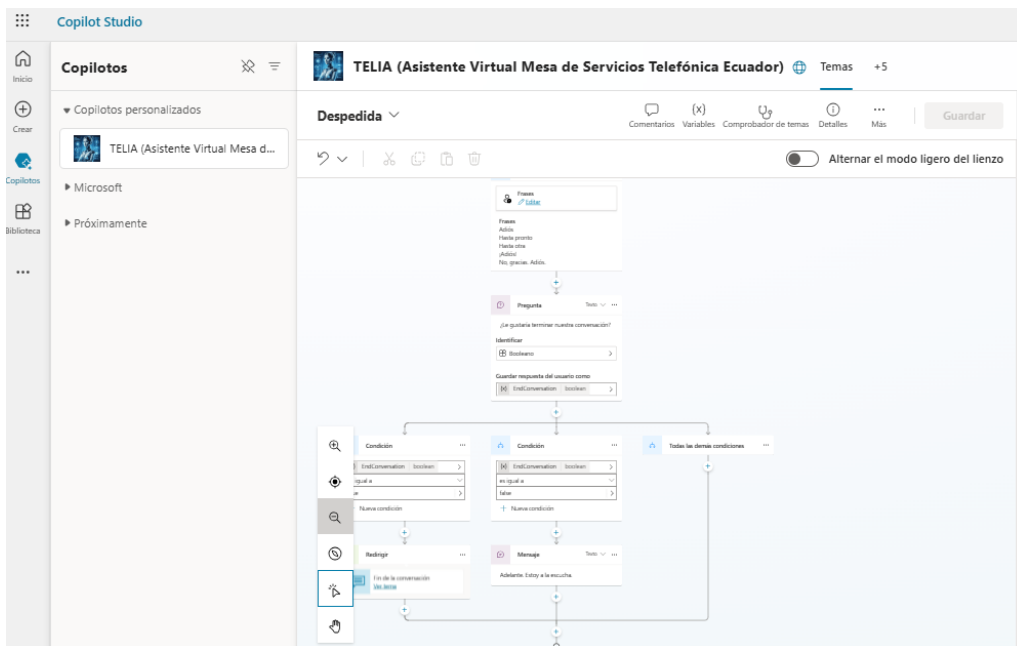 Copilot Studio
Inicio
Crear
Copilotos
Biblioteca
Copilotos
Copilotos personalizados
TELIA (Asistente Virtual Mesa d...
Microsoft
Próximamente
TELIA (Asistente Virtual Mesa de Servicios Telefónica Ecuador)
Temas
+5
Despedida
Comentarios
Variables
Comprobador de temas
Detalles
Más
Guardar
Alternar el modo ligero del lienzo
Frases
Editar
Frases
Adiós
Hasta pronto
Hasta otra
¡Adiós!
No, gracias. Adiós.
Pregunta
Texto
¿Le gustaría terminar nuestra conversación?
Identificar
Booleano
Guardar respuesta del usuario como
{x} EndConversation boolean
Condición
EndConversation boolean
igual a
Nueva condición
Condición
{x} EndConversation boolean
es igual a
false
Nueva condición
Todas las demás condiciones
Redirigir
Fin de la conversación
Ver tema
Mensaje
Texto
Adelante. Estoy a la escucha.